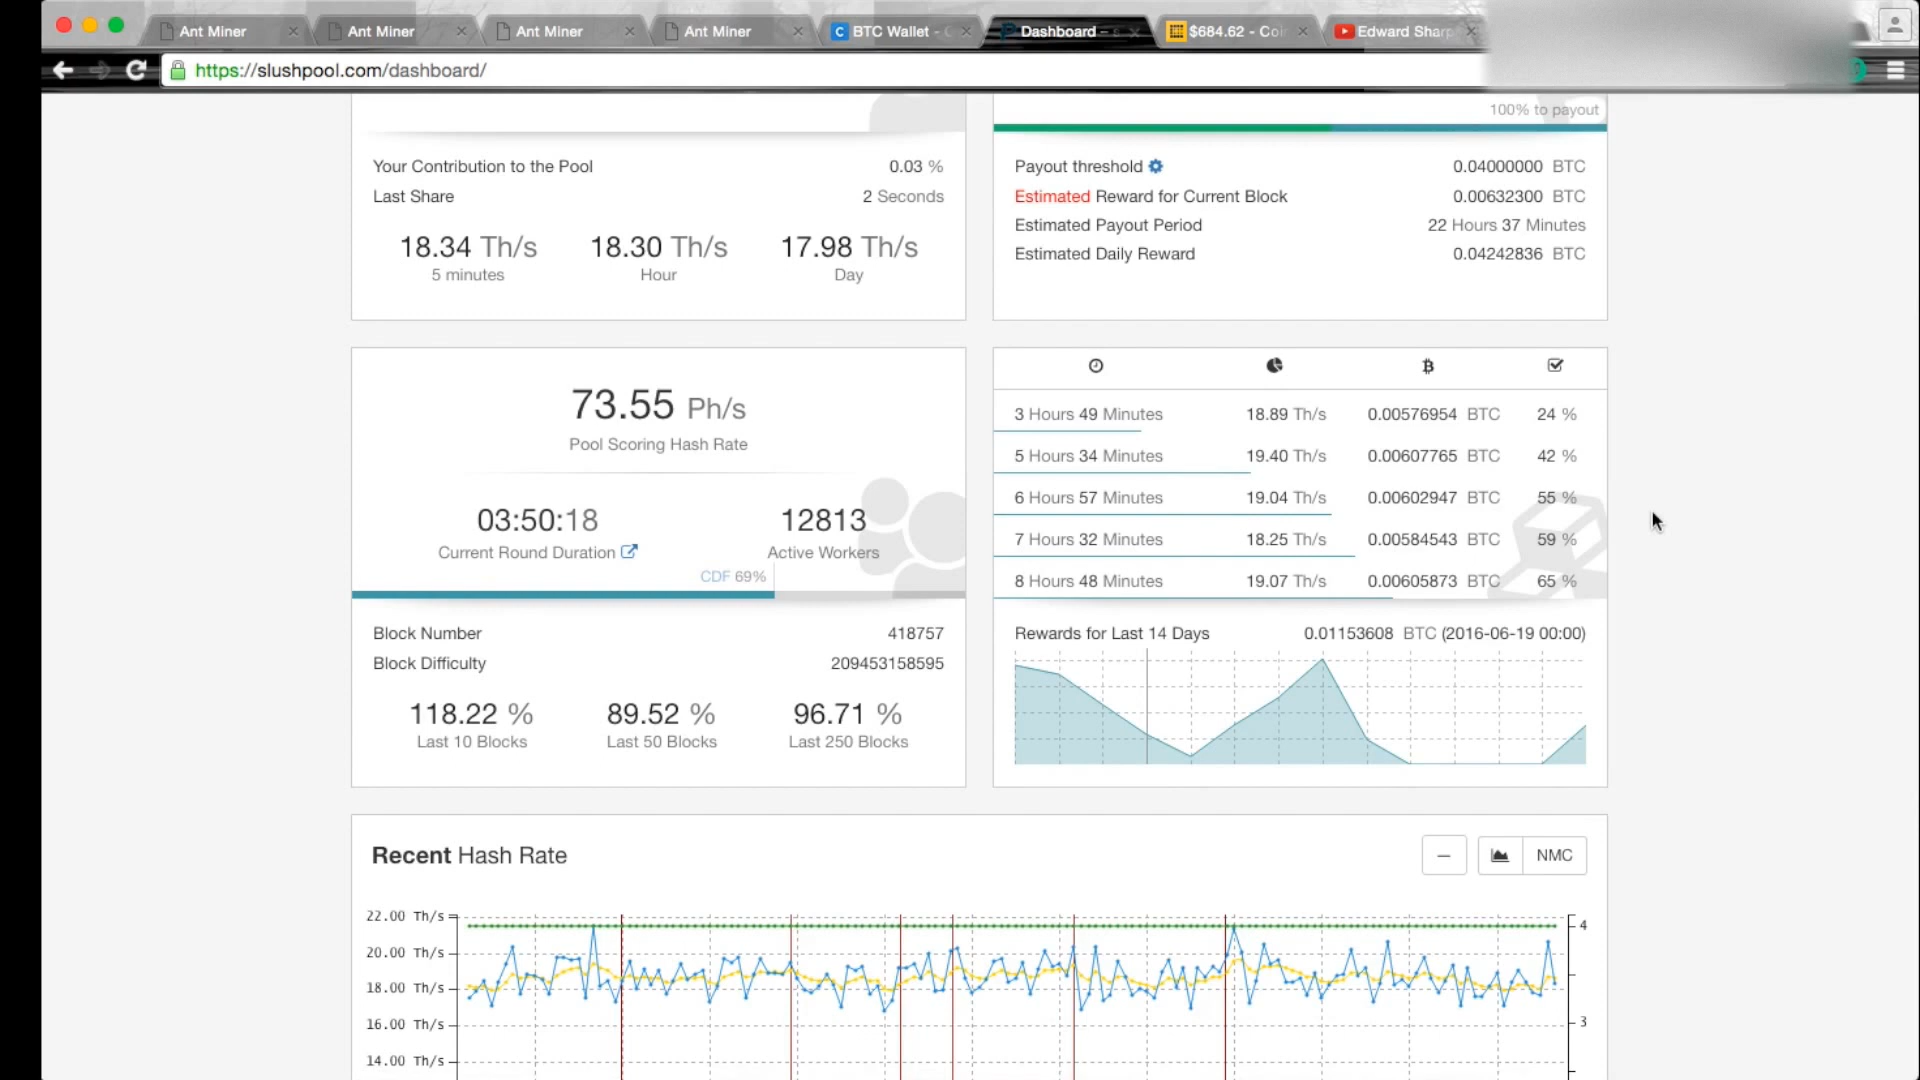 Ant Miner
Ant Miner
Ant Miner
Ant Miner
BTC Wallet - C
Dashboard – s
$684.62 - Coi
Edward Sharp
https://slushpool.com/dashboard/
100% to payout
Your Contribution to the Pool 0.03 %
Last Share 2 Seconds
18.34 Th/s 18.30 Th/s 17.98 Th/s
5 minutes Hour Day
Payout threshold 0.04000000 BTC
Estimated Reward for Current Block 0.00632300 BTC
Estimated Payout Period 22 Hours 37 Minutes
Estimated Daily Reward 0.04242836 BTC
73.55 Ph/s
Pool Scoring Hash Rate
03:50:18 12813
Current Round Duration Active Workers
CDF 69%
Block Number 418757
Block Difficulty 209453158595
118.22 % 89.52 % 96.71 %
Last 10 Blocks Last 50 Blocks Last 250 Blocks
3 Hours 49 Minutes 18.89 Th/s 0.00576954 BTC 24 %
5 Hours 34 Minutes 19.40 Th/s 0.00607765 BTC 42 %
6 Hours 57 Minutes 19.04 Th/s 0.00602947 BTC 55 %
7 Hours 32 Minutes 18.25 Th/s 0.00584543 BTC 59 %
8 Hours 48 Minutes 19.07 Th/s 0.00605873 BTC 65 %
Rewards for Last 14 Days 0.01153608 BTC (2016-06-19 00:00)
Recent Hash Rate
NMC
22.00 Th/s
20.00 Th/s
18.00 Th/s
16.00 Th/s
14.00 Th/s
4
3